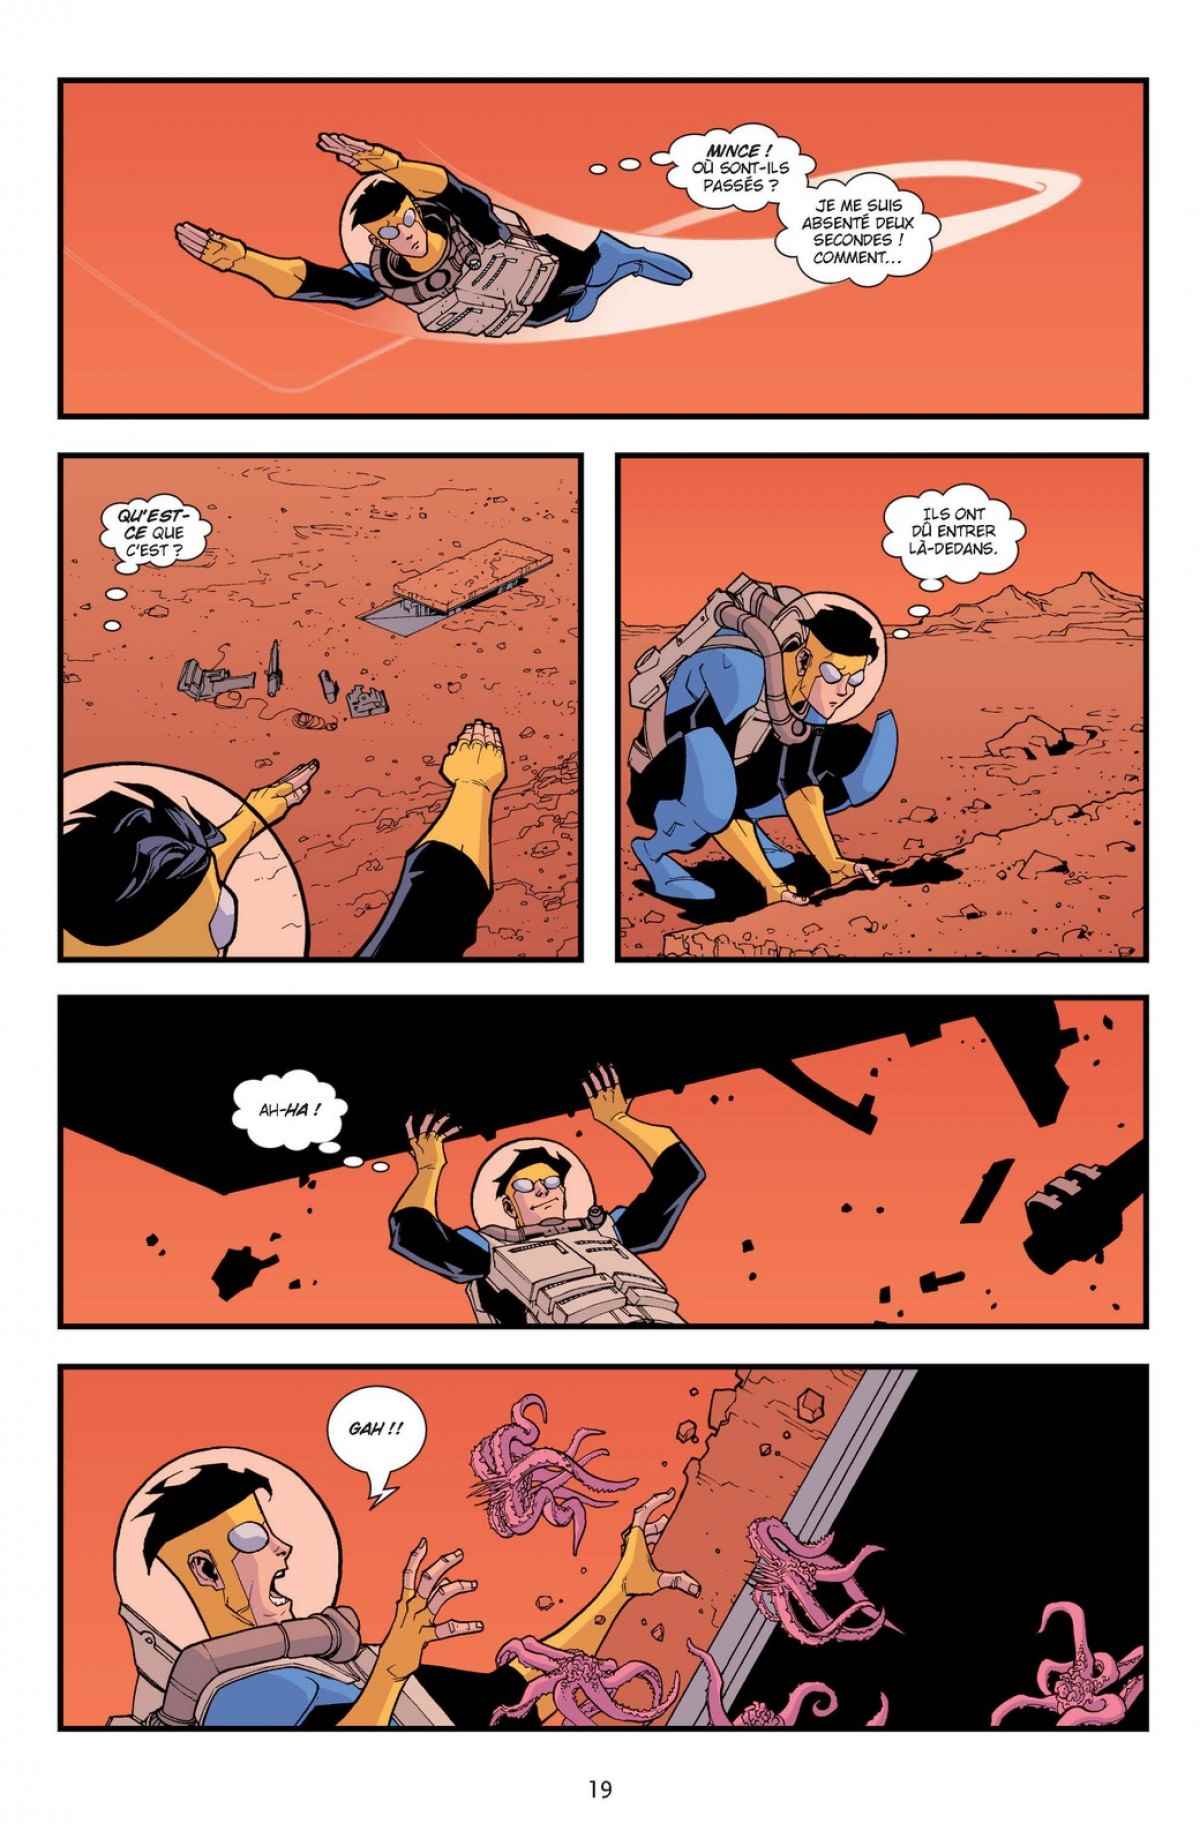 MINCE !
OÙ SONT-ILS
PASSÉS ?
JE ME SUIS
ABSENTÉ DEUX
SECONDES !
COMMENT...
QU'EST-
CE QUE
C'EST ?
ILS ONT
DÛ ENTRER
LÀ-DEDANS.
AH-HA !
GAH !!
19